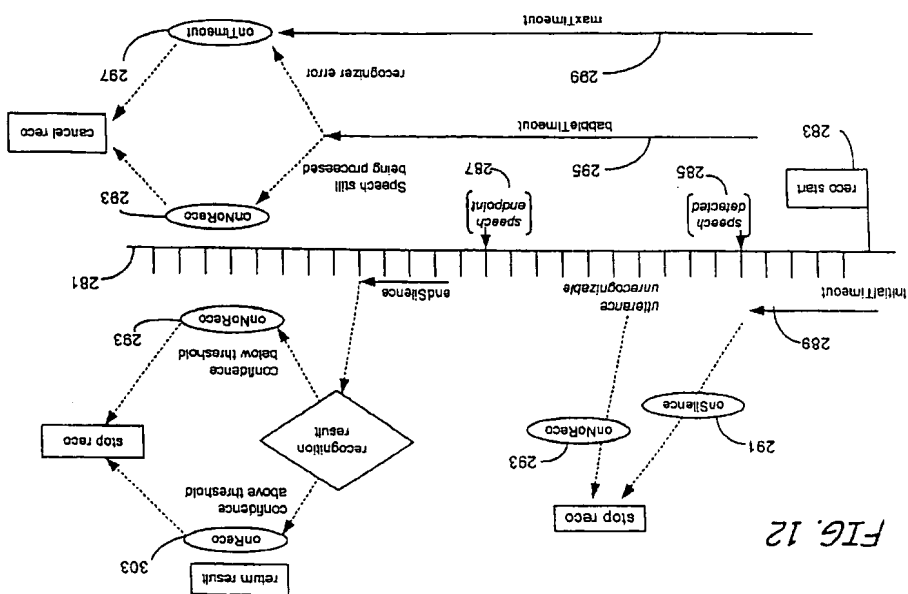 FIG. 12
return result
onReco
303
stop reco
confidence
above threshold
291
onSilence
293
onNoReco
recognition
result
stop reco
289
InitialTimeout
utterance
unrecognizable
endSilence
confidence
below threshold
onNoReco
293
281
reco start
283
speech
detected
285
speech
endpoint
287
Speech still
being processed
onNoReco
293
295
babbleTimeout
cancel reco
recognizer error
299
maxTimeout
onTimeout
297